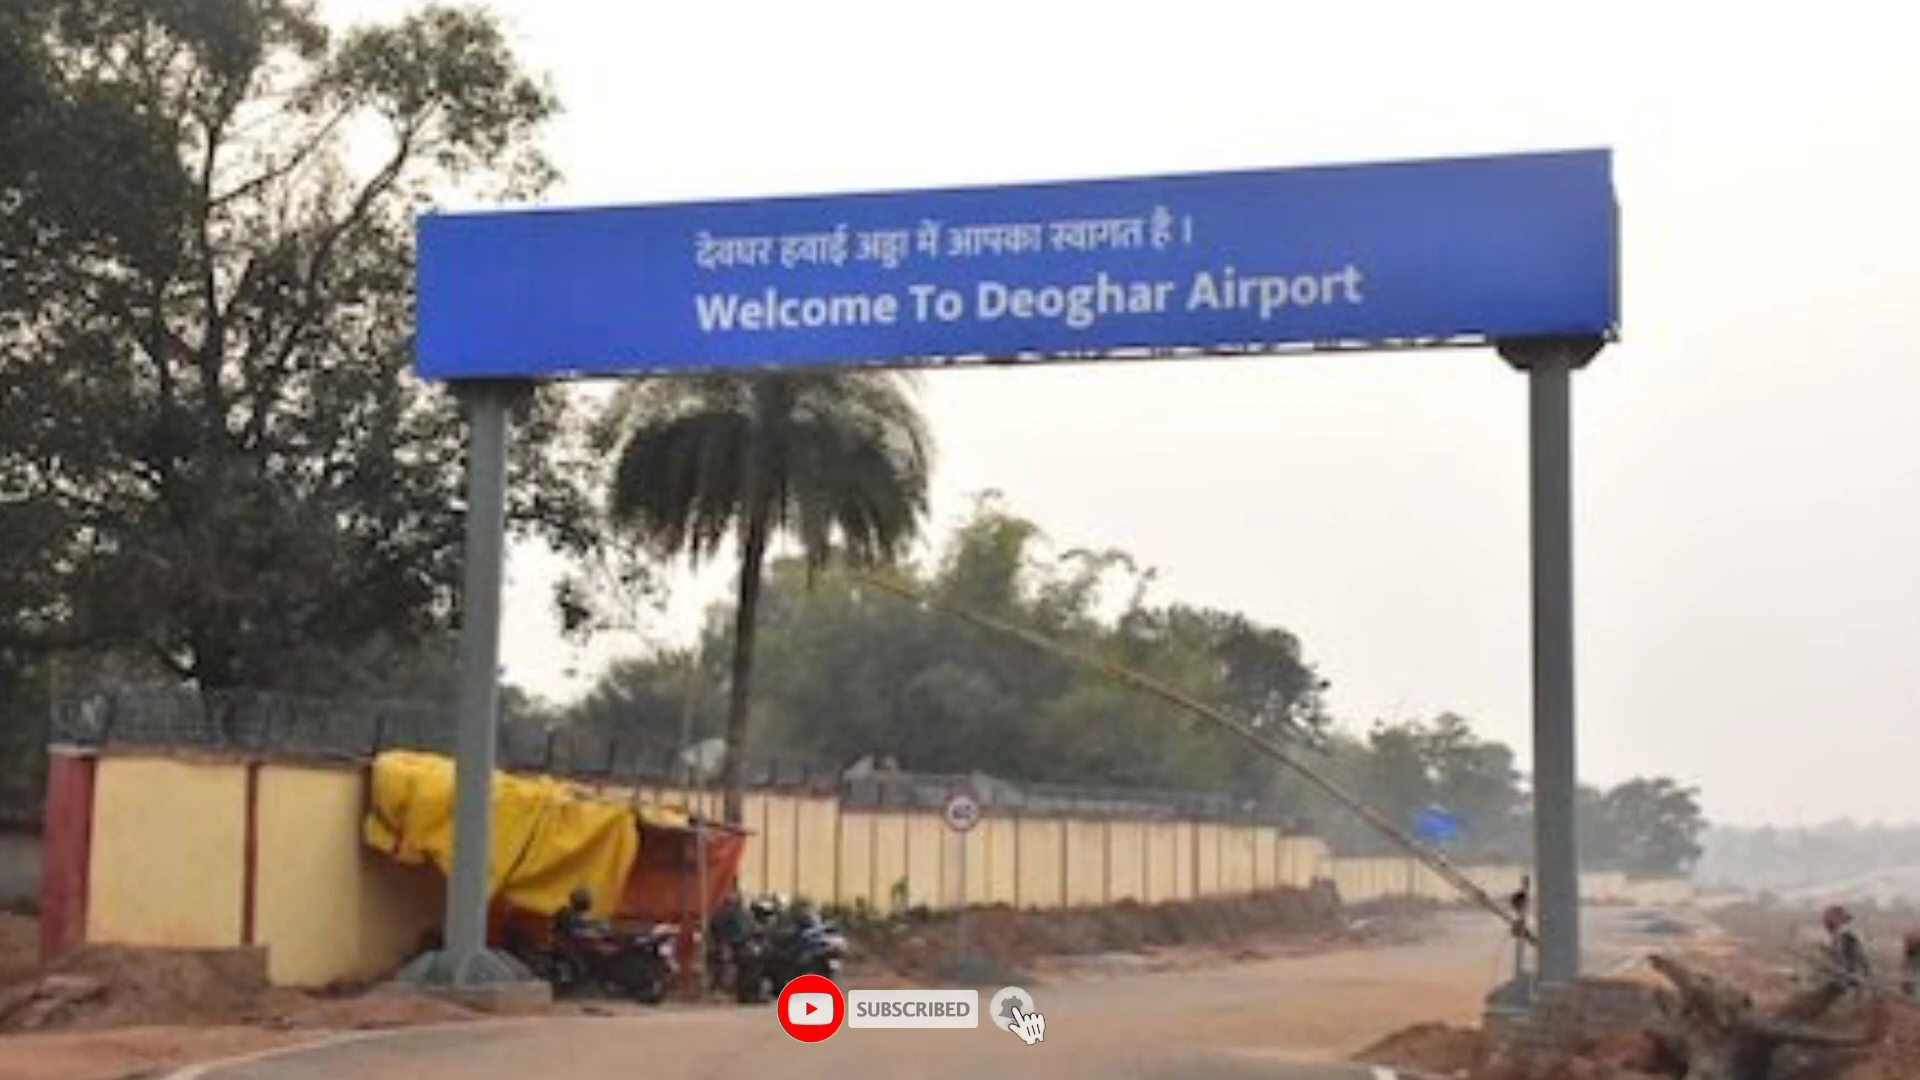 देवघर हवाई अड्डा में आपका स्वागत है ।
Welcome To Deoghar Airport
SUBSCRIBED